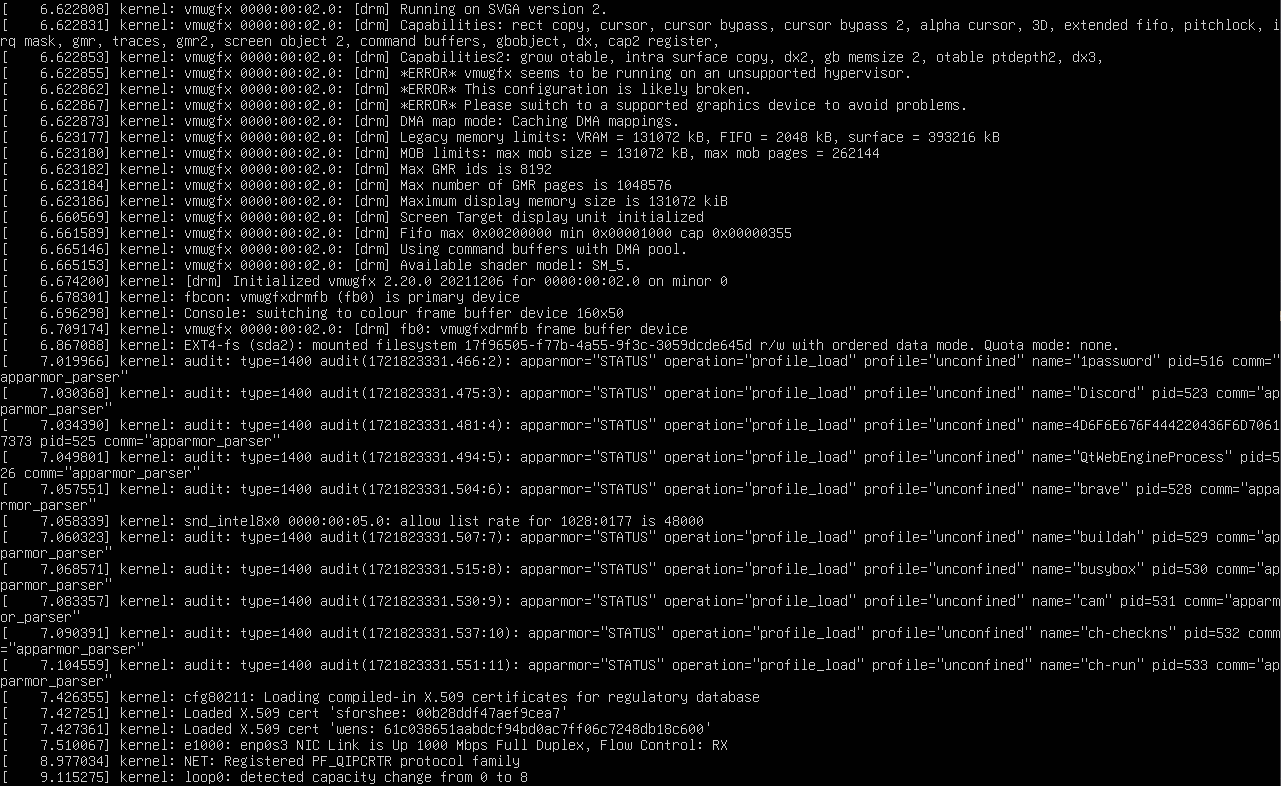 [    6.622808] kernel: vmwgfx 0000:00:02.0: [drm] Running on SVGA version 2.
[    6.622831] kernel: vmwgfx 0000:00:02.0: [drm] Capabilities: rect copy, cursor, cursor bypass, cursor bypass 2, alpha cursor, 3D, extended fifo, pitchlock, i
rq mask, gmr, traces, gmr2, screen object 2, command buffers, gbobject, dx, cap2 register,
[    6.622853] kernel: vmwgfx 0000:00:02.0: [drm] Capabilities2: grow otable, intra surface copy, dx2, gb memsize 2, otable ptdepth2, dx3,
[    6.622855] kernel: vmwgfx 0000:00:02.0: [drm] *ERROR* vmwgfx seems to be running on an unsupported hypervisor.
[    6.622862] kernel: vmwgfx 0000:00:02.0: [drm] *ERROR* This configuration is likely broken.
[    6.622867] kernel: vmwgfx 0000:00:02.0: [drm] *ERROR* Please switch to a supported graphics device to avoid problems.
[    6.622873] kernel: vmwgfx 0000:00:02.0: [drm] DMA map mode: Caching DMA mappings.
[    6.623177] kernel: vmwgfx 0000:00:02.0: [drm] Legacy memory limits: VRAM = 131072 kB, FIFO = 2048 kB, surface = 393216 kB
[    6.623180] kernel: vmwgfx 0000:00:02.0: [drm] MOB limits: max mob size = 131072 kB, max mob pages = 262144
[    6.623182] kernel: vmwgfx 0000:00:02.0: [drm] Max GMR ids is 8192
[    6.623184] kernel: vmwgfx 0000:00:02.0: [drm] Max number of GMR pages is 1048576
[    6.623186] kernel: vmwgfx 0000:00:02.0: [drm] Maximum display memory size is 131072 kiB
[    6.660569] kernel: vmwgfx 0000:00:02.0: [drm] Screen Target display unit initialized
[    6.661589] kernel: vmwgfx 0000:00:02.0: [drm] Fifo max 0x00200000 min 0x00001000 cap 0x00000355
[    6.665146] kernel: vmwgfx 0000:00:02.0: [drm] Using command buffers with DMA pool.
[    6.665153] kernel: vmwgfx 0000:00:02.0: [drm] Available shader model: SM_5.
[    6.674200] kernel: [drm] Initialized vmwgfx 2.20.0 20211206 for 0000:00:02.0 on minor 0
[    6.678301] kernel: fbcon: vmwgfxdrmfb (fb0) is primary device
[    6.696298] kernel: Console: switching to colour frame buffer device 160x50
[    6.709174] kernel: vmwgfx 0000:00:02.0: [drm] fb0: vmwgfxdrmfb frame buffer device
[    6.867088] kernel: EXT4-fs (sda2): mounted filesystem 17f96505-f77b-4a55-9f3c-3059dcde645d r/w with ordered data mode. Quota mode: none.
[    7.019966] kernel: audit: type=1400 audit(1721823331.466:2): apparmor="STATUS" operation="profile_load" profile="unconfined" name="1password" pid=516 comm="
apparmor_parser"
[    7.030368] kernel: audit: type=1400 audit(1721823331.475:3): apparmor="STATUS" operation="profile_load" profile="unconfined" name="Discord" pid=523 comm="ap
parmor_parser"
[    7.034390] kernel: audit: type=1400 audit(1721823331.481:4): apparmor="STATUS" operation="profile_load" profile="unconfined" name=4D6F6E676F444220436F6D7061
7373 pid=525 comm="apparmor_parser"
[    7.049801] kernel: audit: type=1400 audit(1721823331.494:5): apparmor="STATUS" operation="profile_load" profile="unconfined" name="QtWebEngineProcess" pid=5
26 comm="apparmor_parser"
[    7.057551] kernel: audit: type=1400 audit(1721823331.504:6): apparmor="STATUS" operation="profile_load" profile="unconfined" name="brave" pid=528 comm="appa
rmor_parser"
[    7.058339] kernel: snd_intel8x0 0000:00:05.0: allow list rate for 1028:0177 is 48000
[    7.060323] kernel: audit: type=1400 audit(1721823331.507:7): apparmor="STATUS" operation="profile_load" profile="unconfined" name="buildah" pid=529 comm="ap
parmor_parser"
[    7.068571] kernel: audit: type=1400 audit(1721823331.515:8): apparmor="STATUS" operation="profile_load" profile="unconfined" name="busybox" pid=530 comm="ap
parmor_parser"
[    7.083357] kernel: audit: type=1400 audit(1721823331.530:9): apparmor="STATUS" operation="profile_load" profile="unconfined" name="cam" pid=531 comm="apparm
or_parser"
[    7.090391] kernel: audit: type=1400 audit(1721823331.537:10): apparmor="STATUS" operation="profile_load" profile="unconfined" name="ch-checkns" pid=532 comm
="apparmor_parser"
[    7.104559] kernel: audit: type=1400 audit(1721823331.551:11): apparmor="STATUS" operation="profile_load" profile="unconfined" name="ch-run" pid=533 comm="ap
parmor_parser"
[    7.426355] kernel: cfg80211: Loading compiled-in X.509 certificates for regulatory database
[    7.427251] kernel: Loaded X.509 cert 'sforshee: 00b28ddf47aef9cea7'
[    7.427361] kernel: Loaded X.509 cert 'wens: 61c038651aabdcf94bd0ac7ff06c7248db18c600'
[    7.510067] kernel: e1000: enp0s3 NIC Link is Up 1000 Mbps Full Duplex, Flow Control: RX
[    8.977034] kernel: NET: Registered PF_QIPCRTR protocol family
[    9.115275] kernel: loop0: detected capacity change from 0 to 8